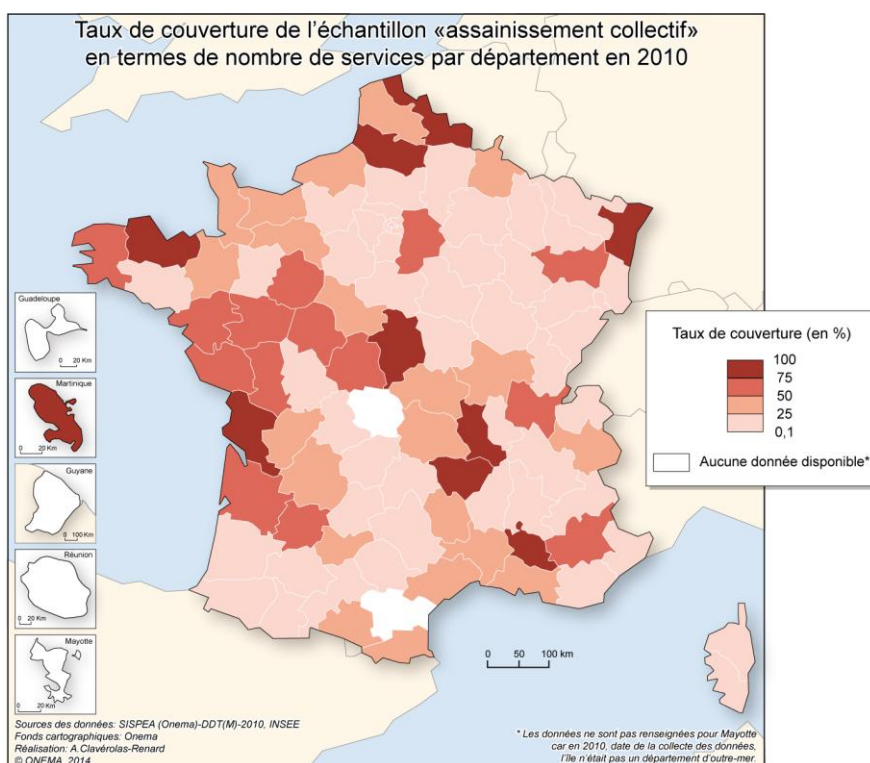 Taux de couverture de l'échantillon «assainissement collectif»
en termes de nombre de services par département en 2010
Guadeloupe
0 20 Km
Martinique
0 20 Km
Guyane
0 100 Km
Réunion
0 20 Km
Mayotte
0 20 Km
Taux de couverture (en %)
100
75
50
25
0,1
Aucune donnée disponible*
0 50 100 km
Sources des données: SISPEA (Onema)-DDT(M)-2010, INSEE
Fonds cartographiques: Onema
Réalisation: A.Clavérolas-Renard
© ONEMA, 2014
* Les données ne sont pas renseignées pour Mayotte
car en 2010, date de la collecte des données,
l'île n'était pas un département d'outre-mer.